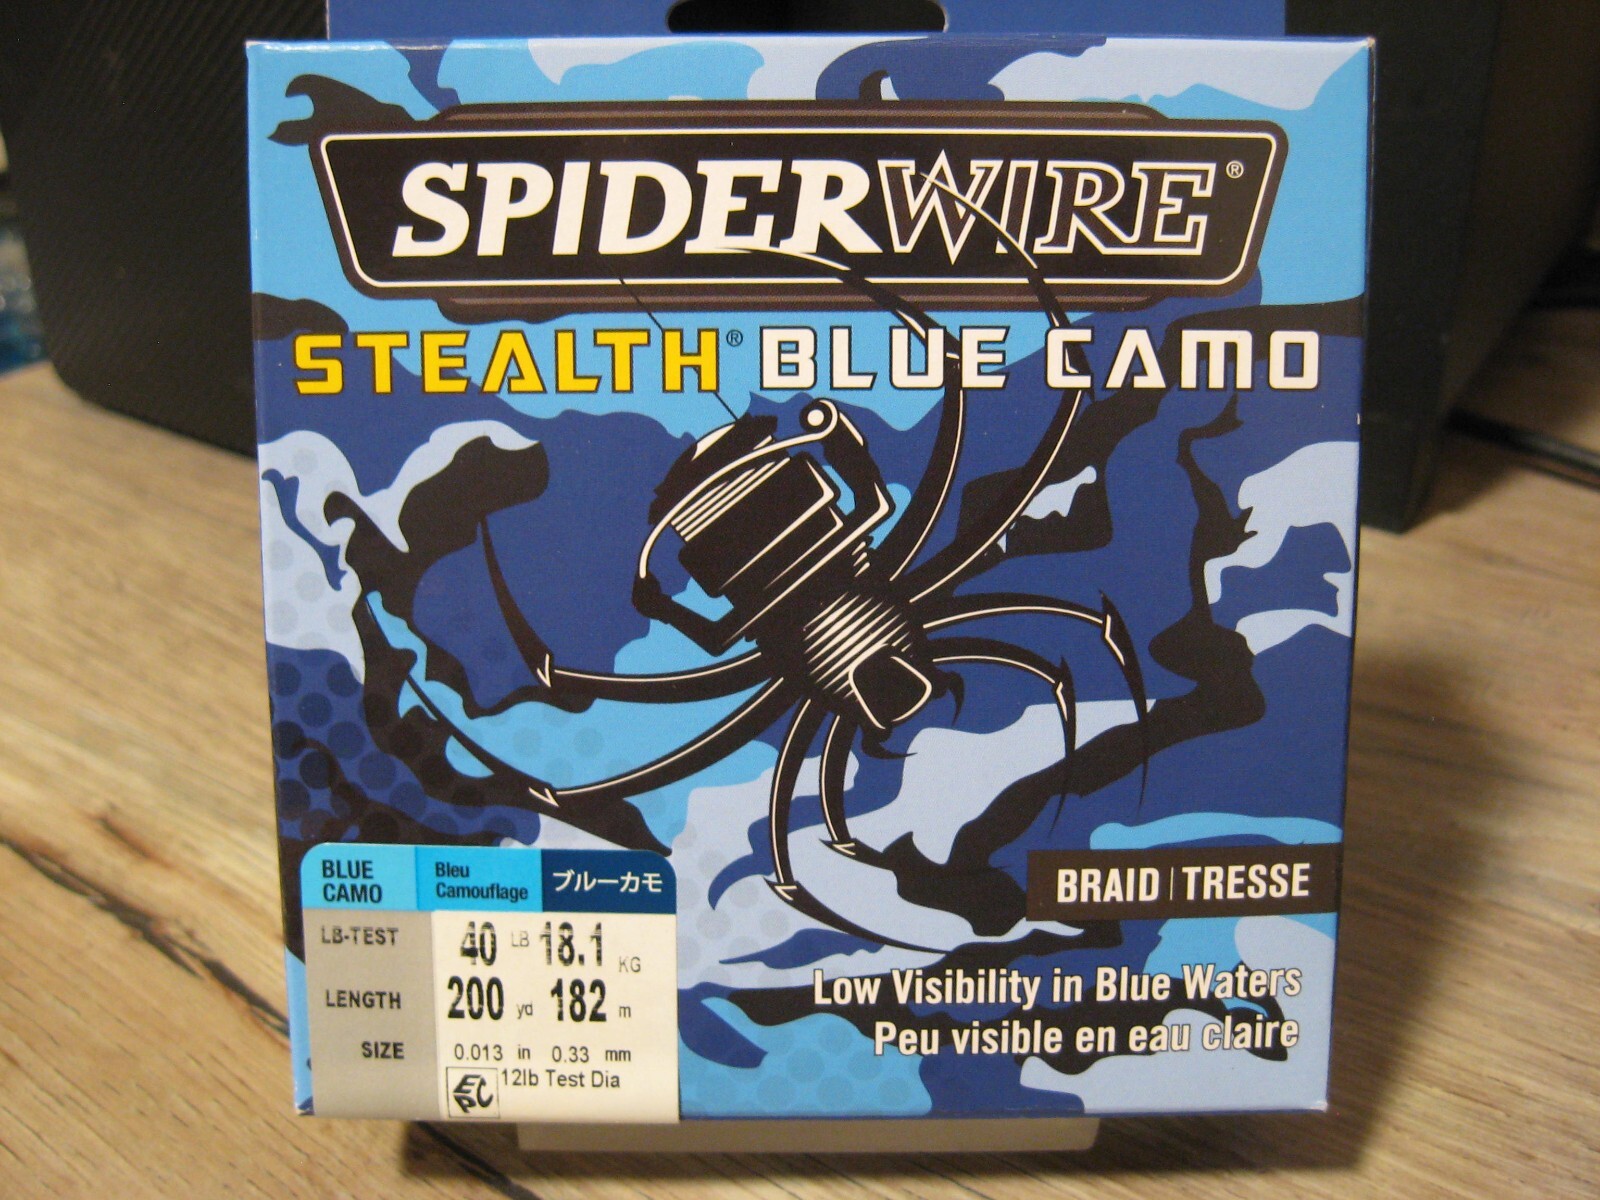 SPIDERWIRE®
STEALTH® BLUE CAMO
BLUE CAMO
Bleu Camouflage
ブルーカモ
LB-TEST 40 LB 18.1 KG
LENGTH 200 yd 182 m
SIZE 0.013 in 0.33 mm
EFC 12lb Test Dia
BRAID | TRESSE
Low Visibility in Blue Waters
Peu visible en eau claire